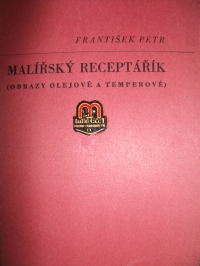 FRANTIŠEK PETR
MALÍŘSKÝ RECEPTÁŘÍK
(OBRAZY OLEJOVÉ A TEMPEROVÉ)